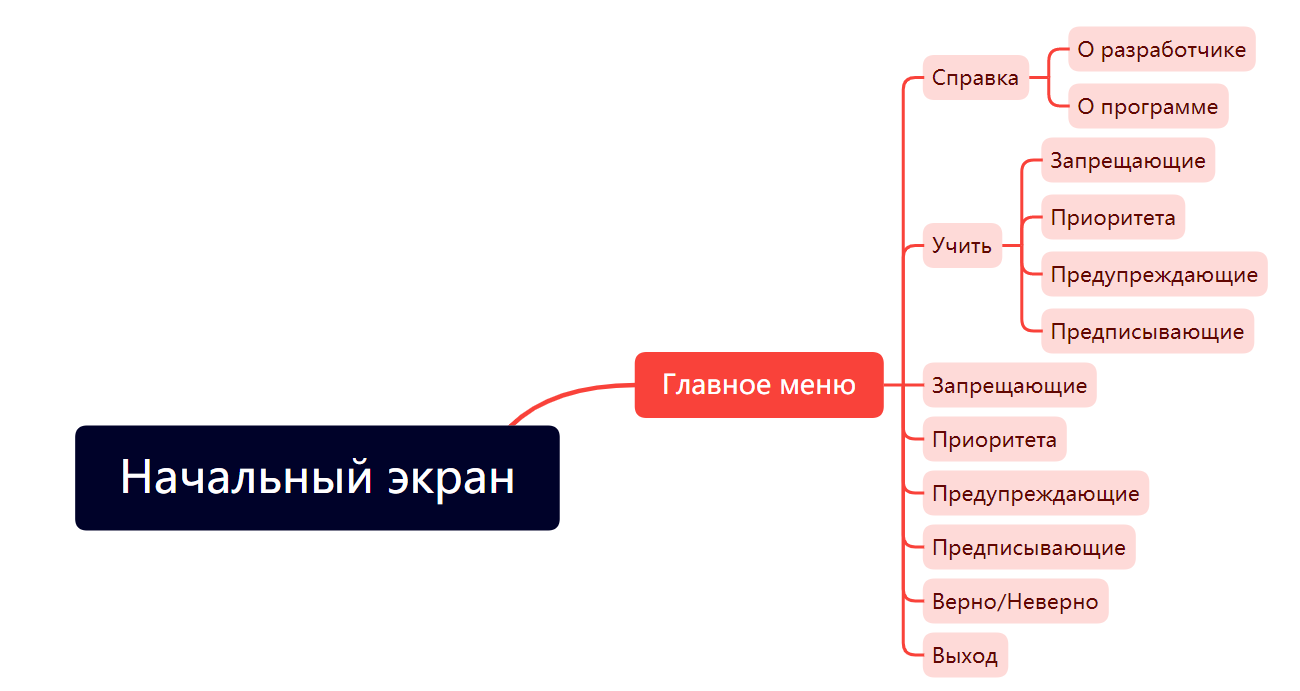 Начальный экран
Главное меню
Справка
О разработчике
О программе
Учить
Запрещающие
Приоритета
Предупреждающие
Предписывающие
Запрещающие
Приоритета
Предупреждающие
Предписывающие
Верно/Неверно
Выход